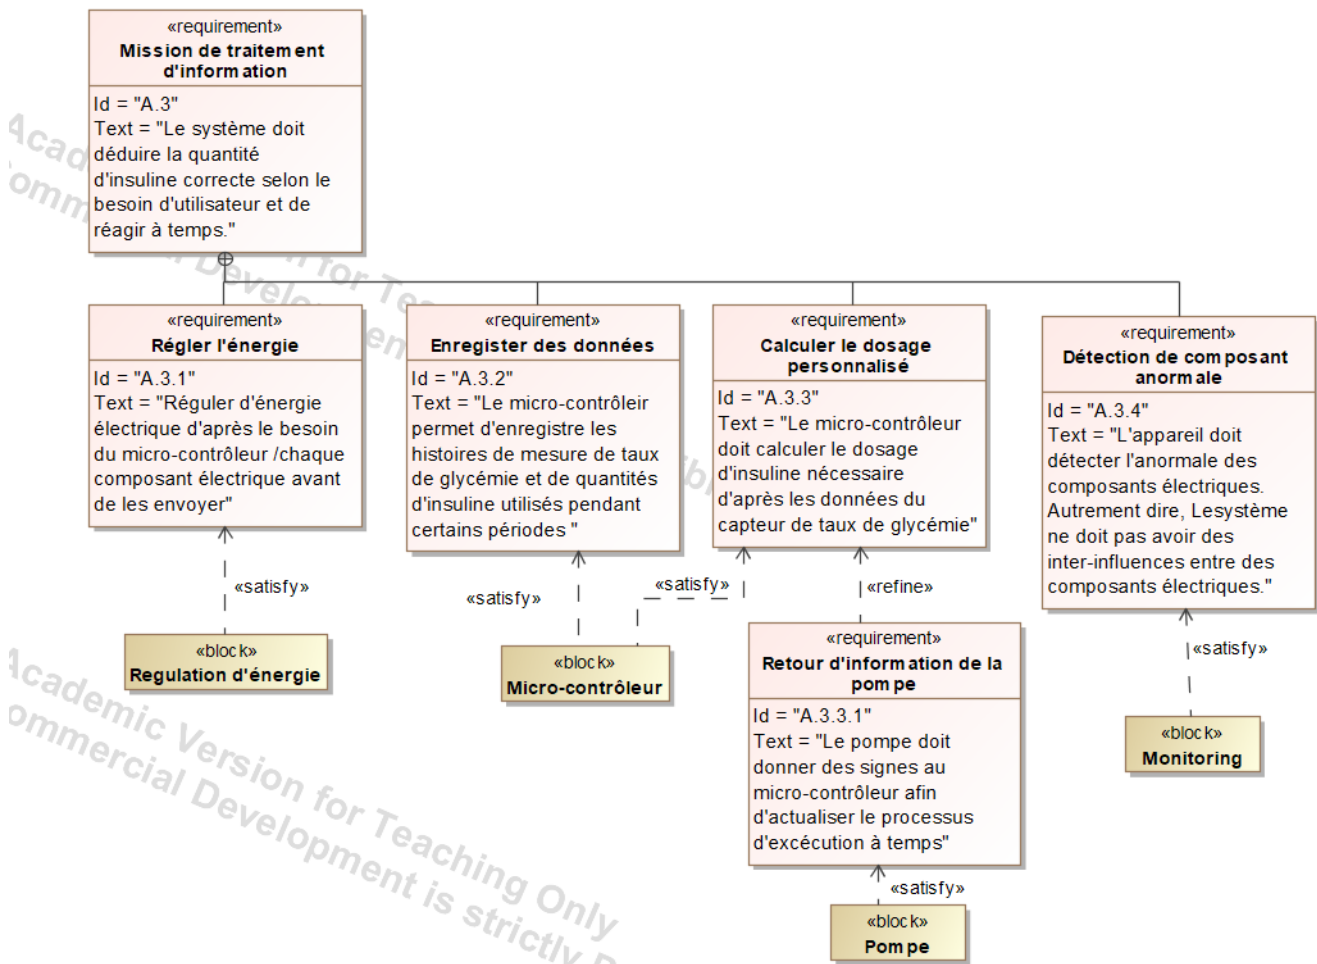 «requirement»
Mission de traitement
d'information
Id = "A.3"
Text = "Le système doit
déduire la quantité
d'insuline correcte selon le
besoin d'utilisateur et de
réagir à temps."
«requirement»
Régler l'énergie
Id = "A.3.1"
Text = "Réguler d'énergie
électrique d'après le besoin
du micro-contrôleur /chaque
composant électrique avant
de les envoyer"
«requirement»
Enregister des données
Id = "A.3.2"
Text = "Le micro-contrôleir
permet d'enregistre les
histoires de mesure de taux
de glycémie et de quantités
d'insuline utilisés pendant
certains périodes "
«requirement»
Calculer le dosage
personnalisé
Id = "A.3.3"
Text = "Le micro-contrôleur
doit calculer le dosage
d'insuline nécessaire
d'après les données du
capteur de taux de glycémie"
«requirement»
Détection de composant
anormale
Id = "A.3.4"
Text = "L'appareil doit
détecter l'anormale des
composants électriques.
Autrement dire, Lesystème
ne doit pas avoir des
inter-influences entre des
composants électriques."
«satisfy»
«satisfy»
«satisfy»
«refine»
«satisfy»
«block»
Regulation d'énergie
«block»
Micro-contrôleur
«requirement»
Retour d'information de la
pompe
Id = "A.3.3.1"
Text = "Le pompe doit
donner des signes au
micro-contrôleur afin
d'actualiser le processus
d'excécution à temps"
«block»
Monitoring
«satisfy»
«block»
Pompe
Academic Version for Teaching Only
Commercial Development is strictly